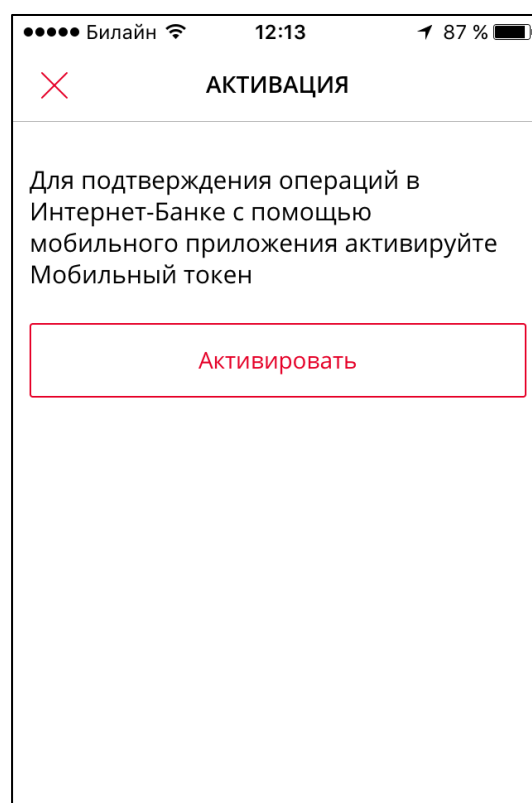 Билайн 12:13 87 %
АКТИВАЦИЯ
Для подтверждения операций в
Интернет-Банке с помощью
мобильного приложения активируйте
Мобильный токен
Активировать